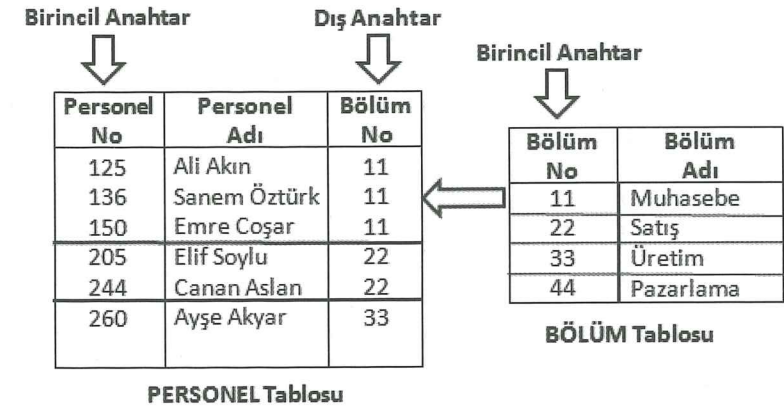 Birincil Anahtar
Dış Anahtar
Birincil Anahtar
Personel No Personel Adı Bölüm No
125 Ali Akın 11
136 Sanem Öztürk 11
150 Emre Coşar 11
205 Elif Soylu 22
244 Canan Aslan 22
260 Ayşe Akyar 33
PERSONEL Tablosu
Bölüm No Bölüm Adı
11 Muhasebe
22 Satış
33 Üretim
44 Pazarlama
BÖLÜM Tablosu